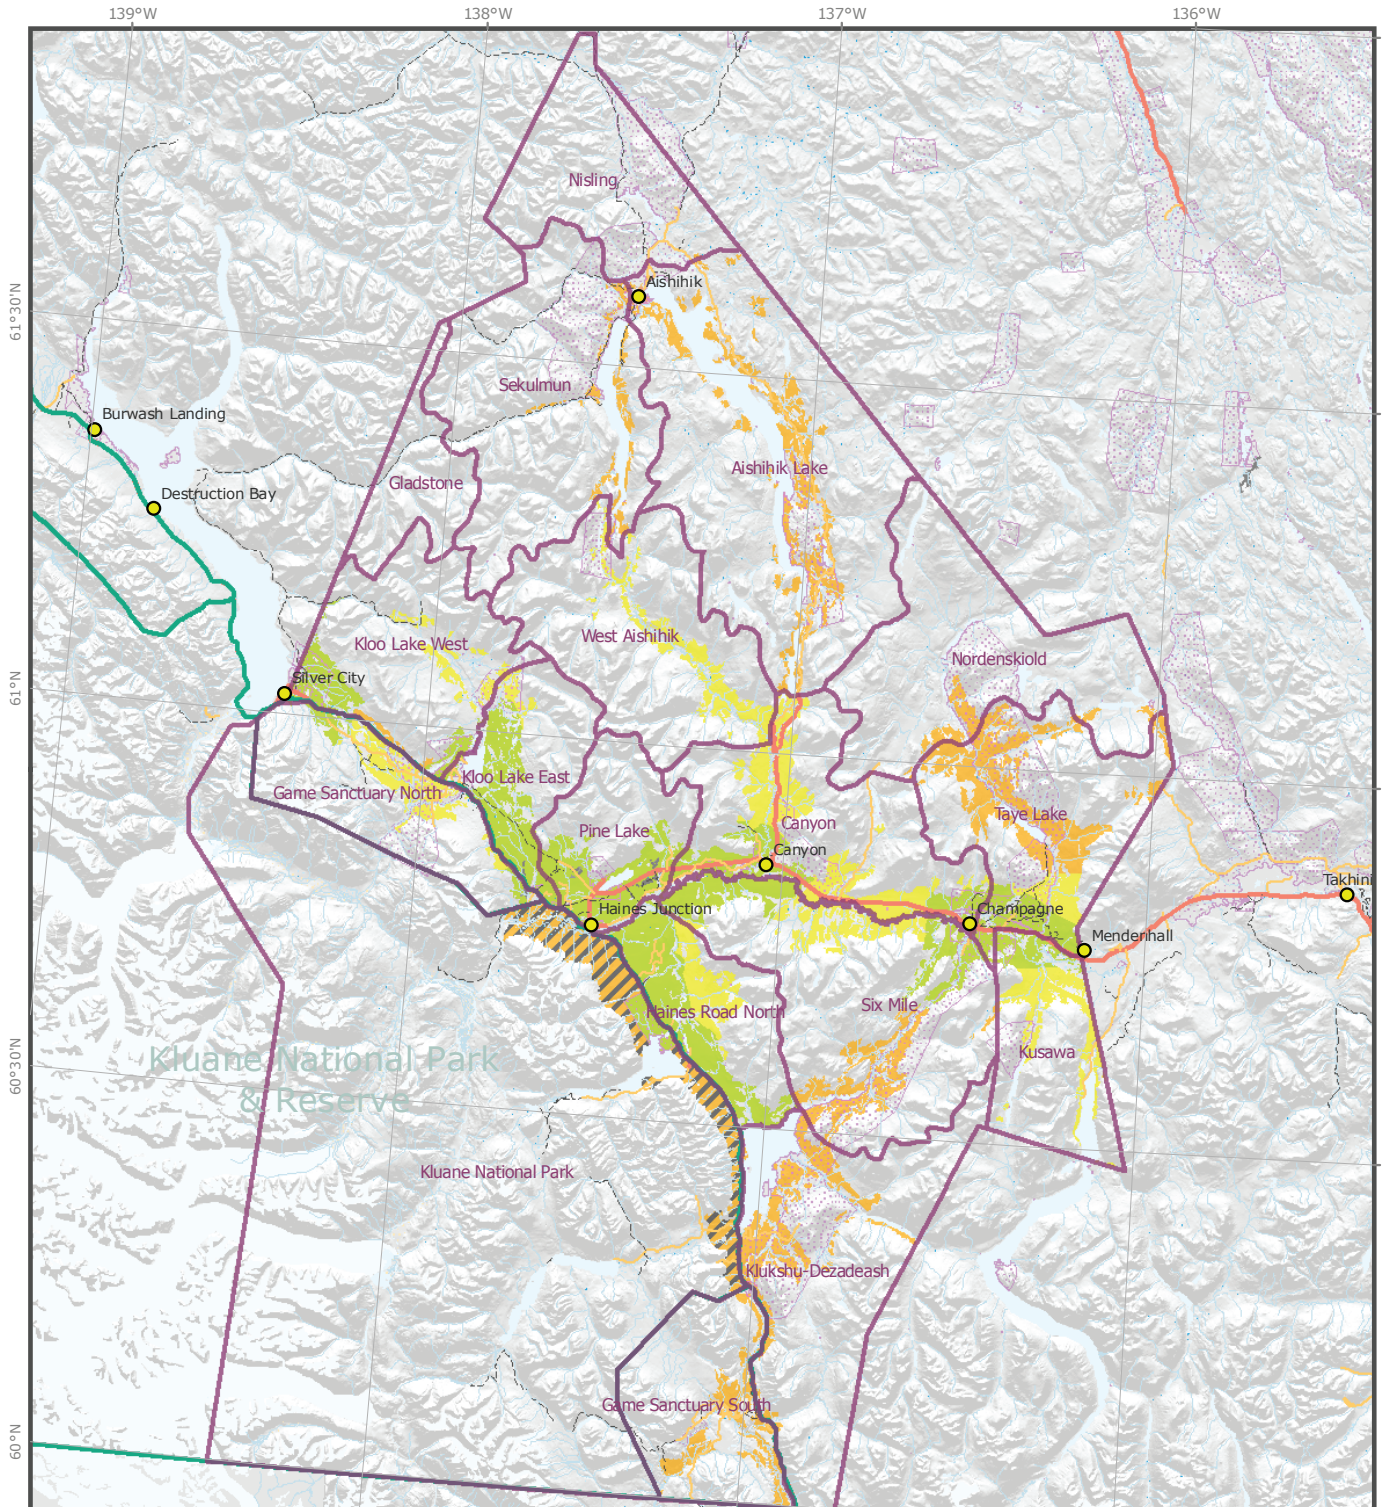 139°W
138°W
137°W
136°W
61°30'N
61°N
60°30'N
60°N
Nisling
Aishihik
Sekulmun
Burwash Landing
Aishihik Lake
Gladstone
Destruction Bay
West Aishihik
Kloo Lake West
Nordenskiold
Silver City
Kloo Lake East
Game Sanctuary North
Taye Lake
Canyon
Pine Lake
Canyon
Takhini
Haines Junction
Champagne
Mendenhall
Six Mile
Haines Road North
Kusawa
Kluane National Park
& Reserve
Kluane National Park
Klukshu-Dezadeash
Game Sanctuary South